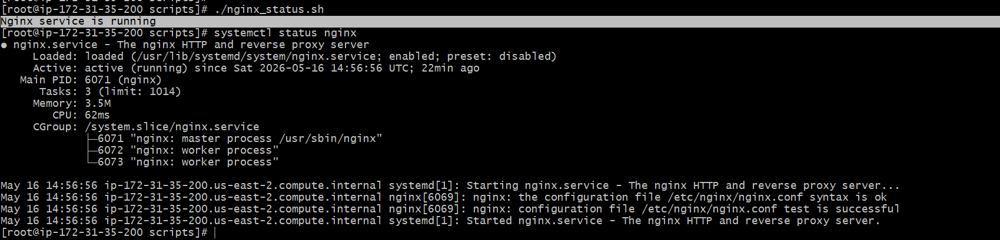 [root@ip-172-31-35-200 scripts]#
[root@ip-172-31-35-200 scripts]# ./nginx_status.sh
Nginx service is running
[root@ip-172-31-35-200 scripts]# systemctl status nginx
● nginx.service - The nginx HTTP and reverse proxy server
     Loaded: loaded (/usr/lib/systemd/system/nginx.service; enabled; preset: disabled)
     Active: active (running) since Sat 2026-05-16 14:56:56 UTC; 22min ago
   Main PID: 6071 (nginx)
      Tasks: 3 (limit: 1014)
     Memory: 3.5M
        CPU: 62ms
     CGroup: /system.slice/nginx.service
             ├─6071 "nginx: master process /usr/sbin/nginx"
             ├─6072 "nginx: worker process"
             └─6073 "nginx: worker process"
May 16 14:56:56 ip-172-31-35-200.us-east-2.compute.internal systemd[1]: Starting nginx.service - The nginx HTTP and reverse proxy server...
May 16 14:56:56 ip-172-31-35-200.us-east-2.compute.internal nginx[6069]: nginx: the configuration file /etc/nginx/nginx.conf syntax is ok
May 16 14:56:56 ip-172-31-35-200.us-east-2.compute.internal nginx[6069]: nginx: configuration file /etc/nginx/nginx.conf test is successful
May 16 14:56:56 ip-172-31-35-200.us-east-2.compute.internal systemd[1]: Started nginx.service - The nginx HTTP and reverse proxy server.
[root@ip-172-31-35-200 scripts]#